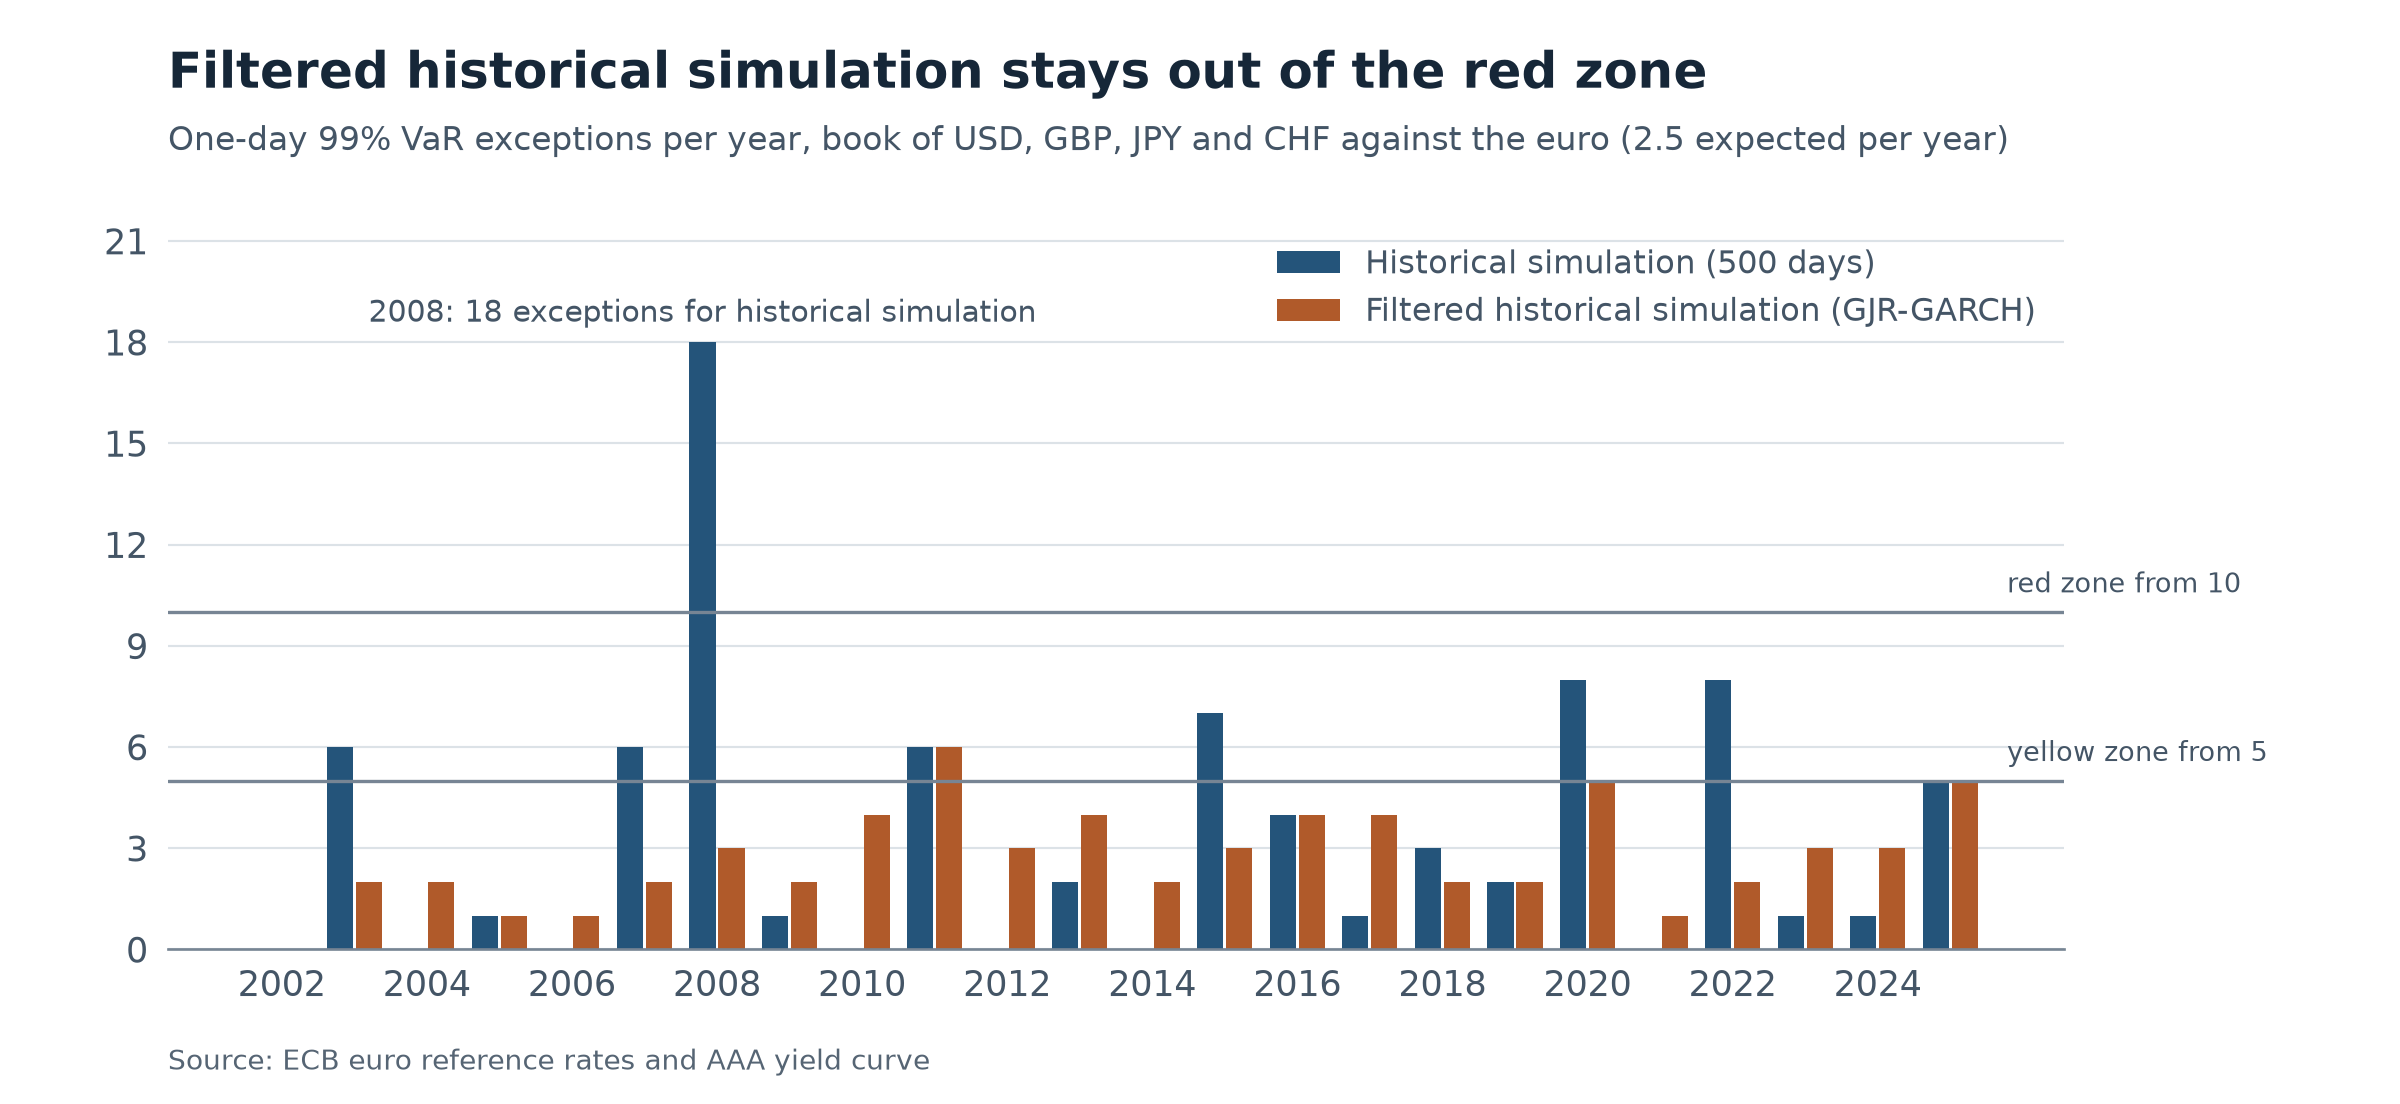 Filtered historical simulation stays out of the red zone
One-day 99% VaR exceptions per year, book of USD, GBP, JPY and CHF against the euro (2.5 expected per year)
21
Historical simulation (500 days)
Filtered historical simulation (GJR-GARCH)
2008: 18 exceptions for historical simulation
18
15
12
red zone from 10
9
6
yellow zone from 5
3
0
2002 2004 2006 2008 2010 2012 2014 2016 2018 2020 2022 2024
Source: ECB euro reference rates and AAA yield curve